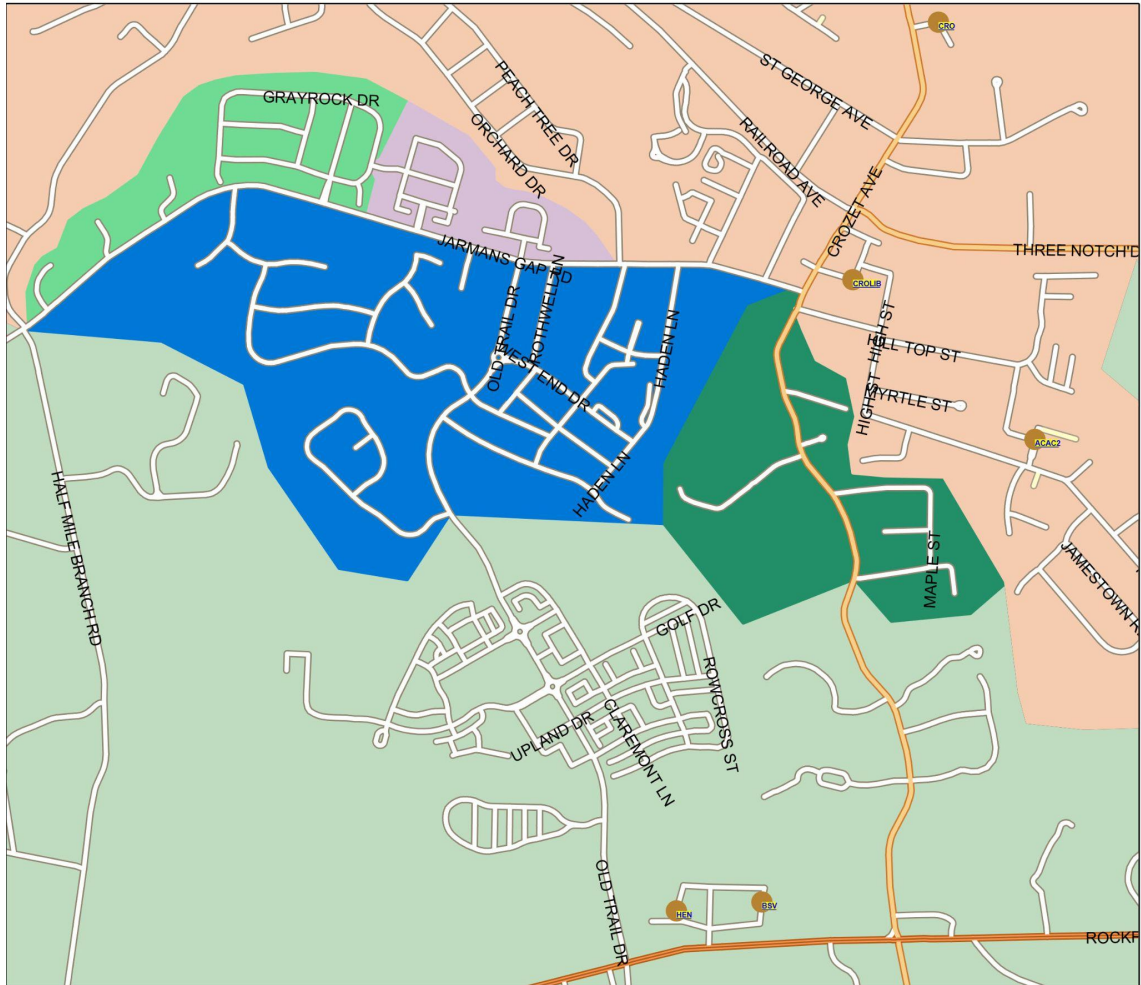 CRO
ST GEORGE AVE
PEACH TREE DR
GRAYROCK DR
ORCHARD DR
RAILROAD AVE
CROZET AVE
THREE NOTCH'D
JARMANS GAP RD
CROLIB
OLD TRAIL DR
ROTHWELL LN
HIGH ST
HILL TOP ST
WEST END DR
HADEN LN
HIGH ST
MYRTLE ST
ACAC2
HADEN LN
HALF MILE BRANCH RD
MAPLE ST
JAMESTOWN R
GOLF DR
ROWCROSS ST
UPLAND DR
CLAREMONT LN
OLD TRAIL DR
HEN
BSV
ROCKF